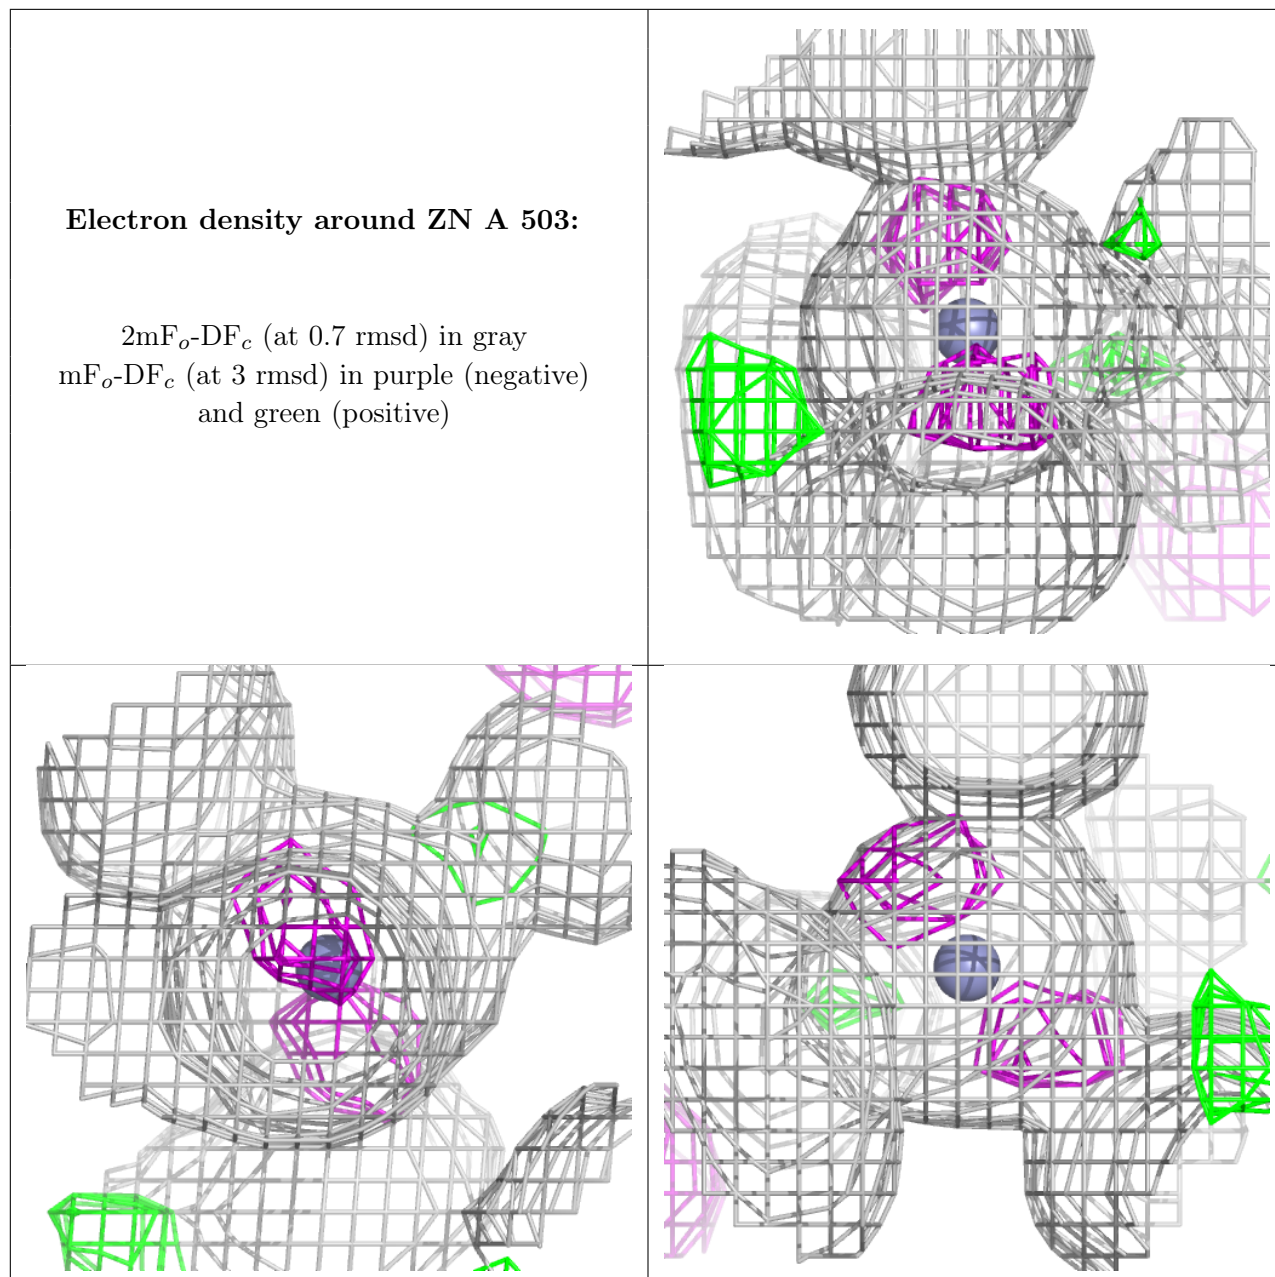 Electron density around ZN A 503:
2mFo-DFc (at 0.7 rmsd) in gray
mFo-DFc (at 3 rmsd) in purple (negative)
and green (positive)